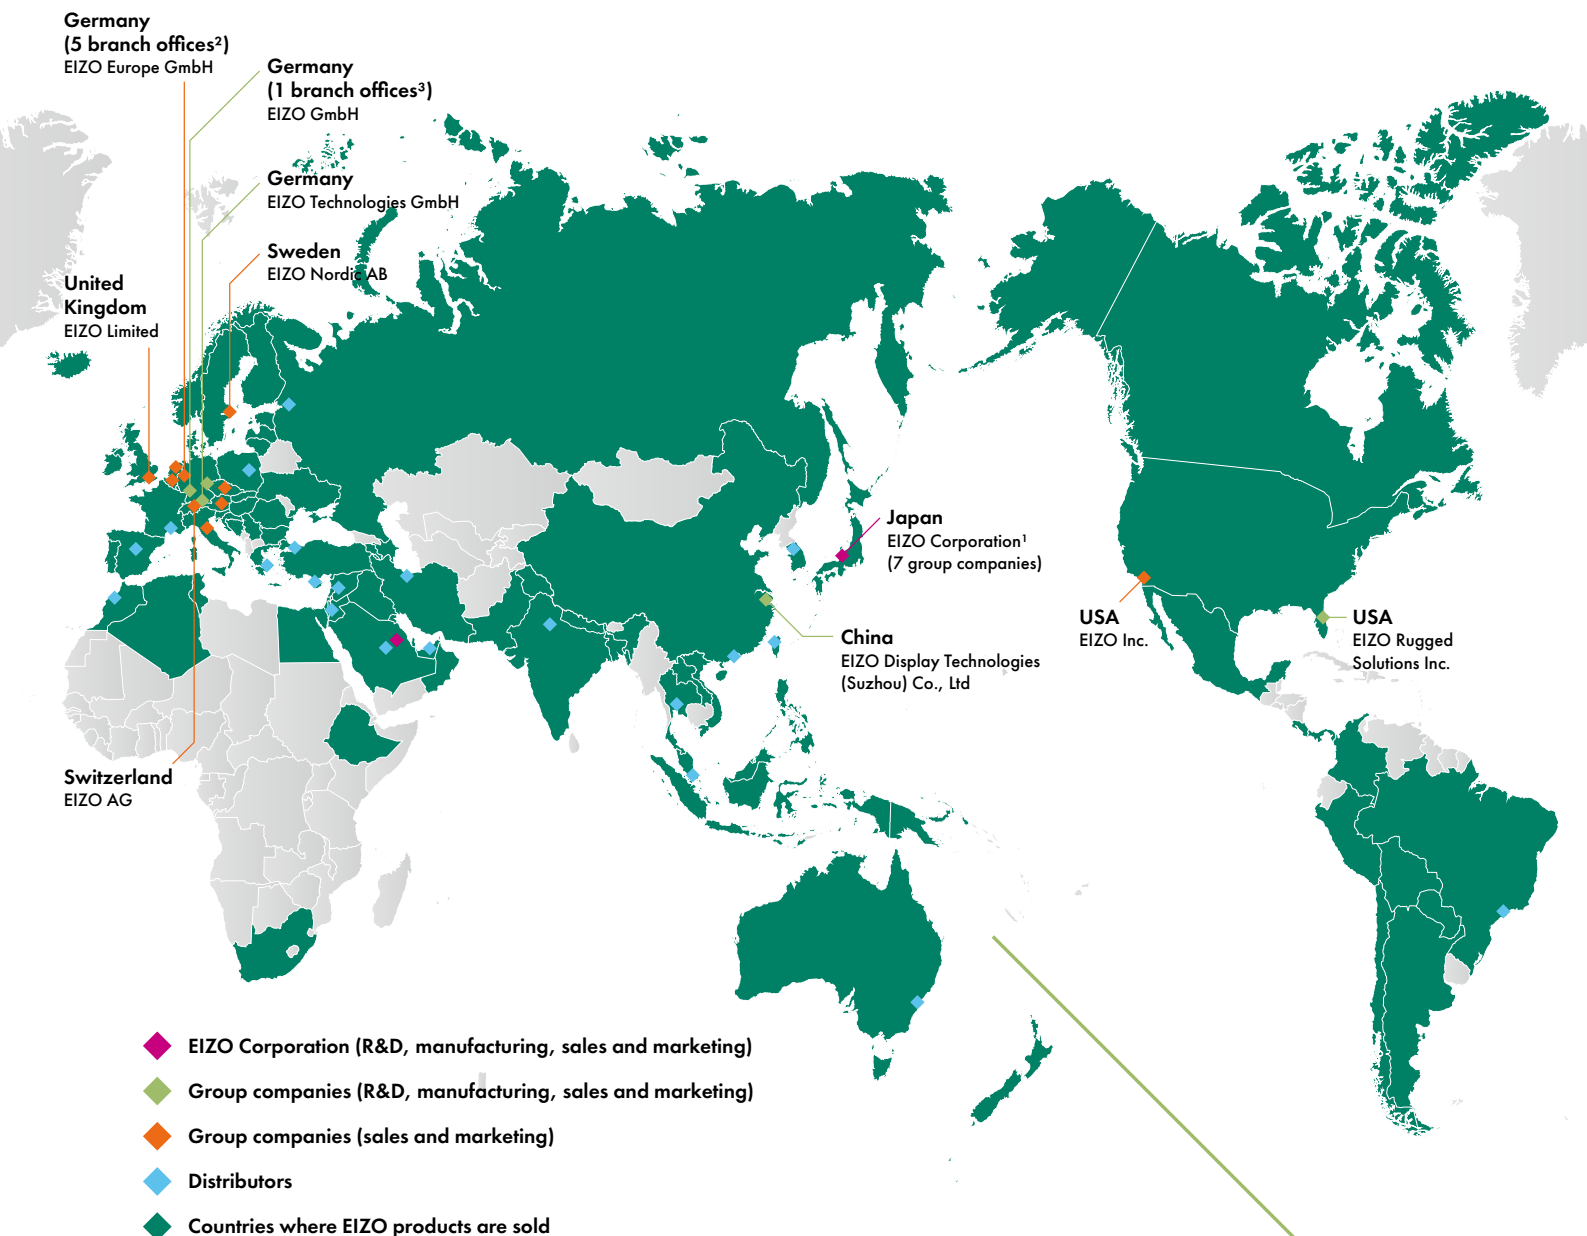 Germany
(5 branch offices²)
EIZO Europe GmbH
Germany
(1 branch offices³)
EIZO GmbH
Germany
EIZO Technologies GmbH
Sweden
EIZO Nordic AB
United
Kingdom
EIZO Limited
Japan
EIZO Corporation¹
(7 group companies)
China
EIZO Display Technologies
(Suzhou) Co., Ltd
USA
EIZO Inc.
USA
EIZO Rugged
Solutions Inc.
Switzerland
EIZO AG
EIZO Corporation (R&D, manufacturing, sales and marketing)
Group companies (R&D, manufacturing, sales and marketing)
Group companies (sales and marketing)
Distributors
Countries where EIZO products are sold